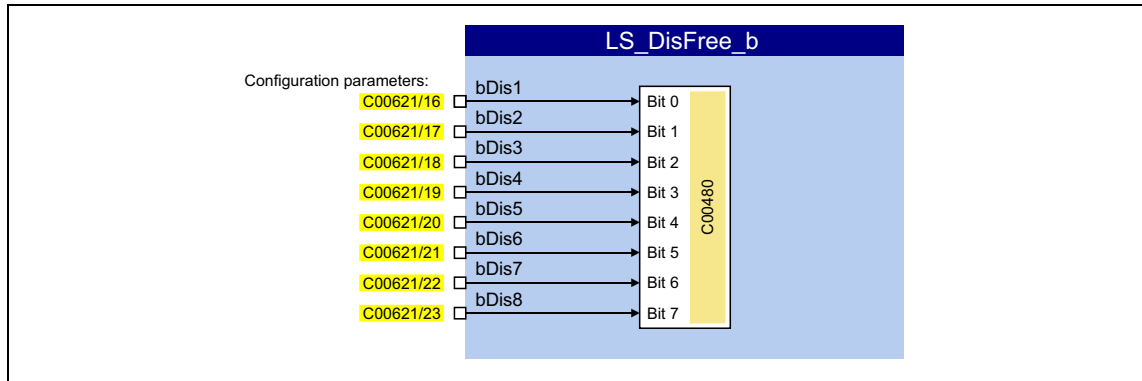 LS_DisFree_b
Configuration parameters:
C00621/16 bDis1 Bit 0
C00621/17 bDis2 Bit 1
C00621/18 bDis3 Bit 2
C00621/19 bDis4 Bit 3
C00621/20 bDis5 Bit 4
C00621/21 bDis6 Bit 5
C00621/22 bDis7 Bit 6
C00621/23 bDis8 Bit 7
C00480